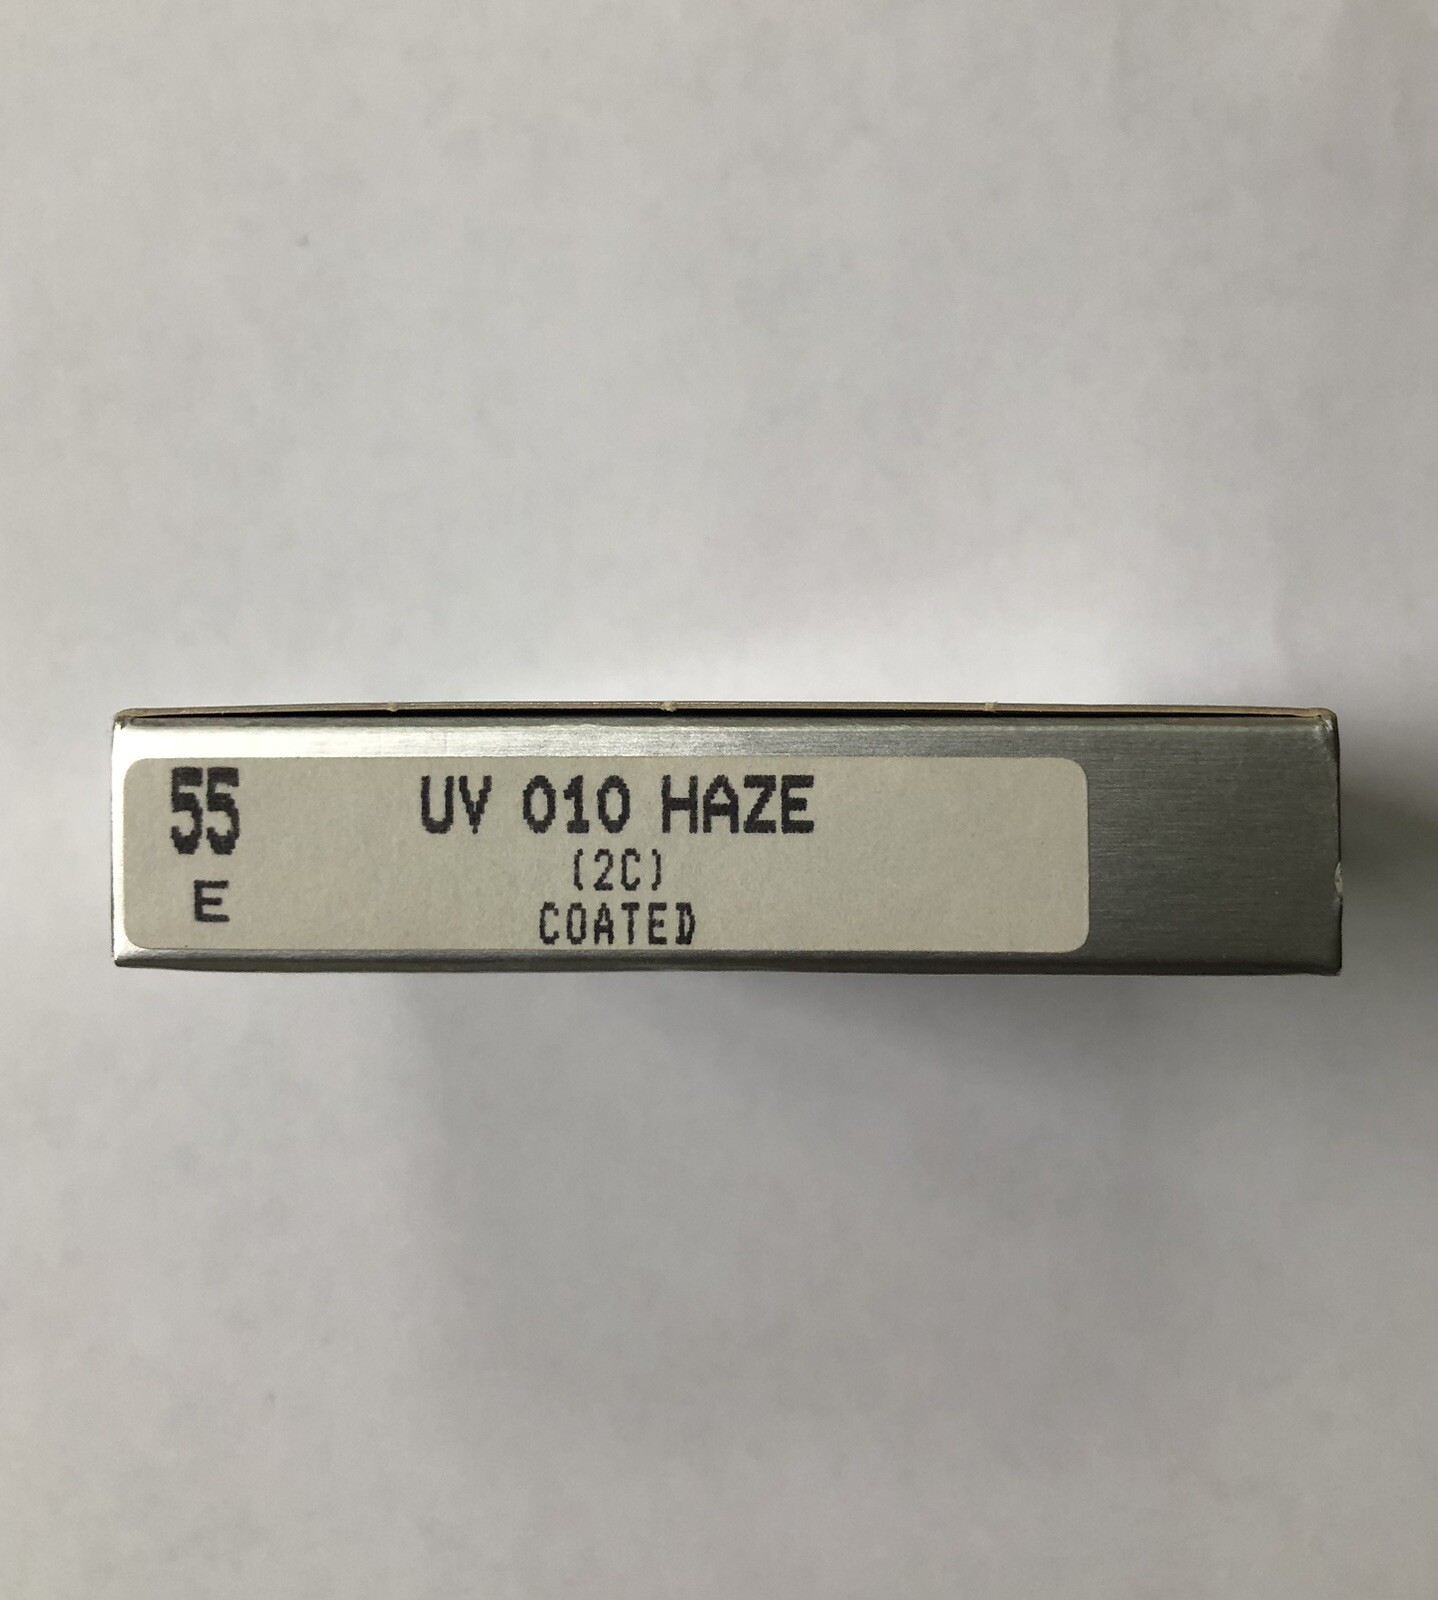 55 UV 010 HAZE
(2C)
E COATED